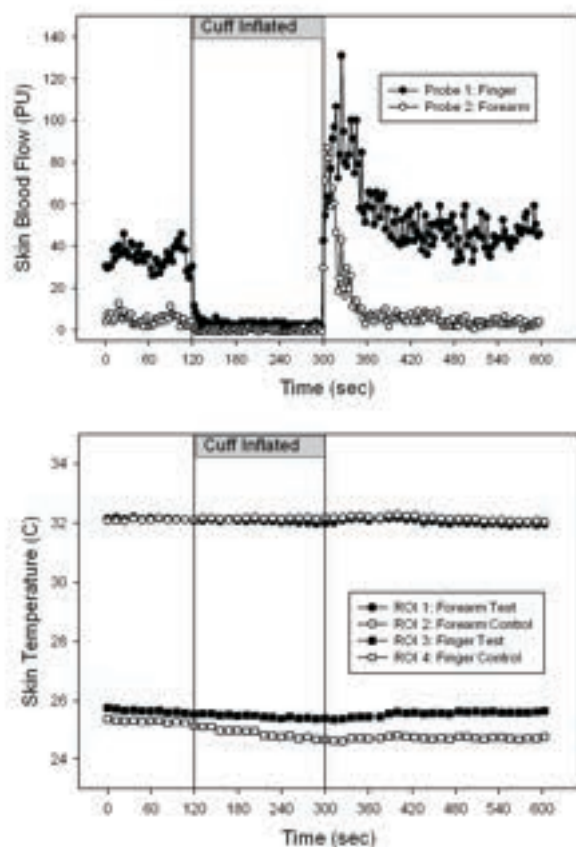 Cuff Inflated
140
120
100
80
60
40
20
0
Skin Blood Flow (PU)
Probe 1: Finger
Probe 2: Forearm
0 60 120 180 240 300 360 420 480 540 600
Time (sec)
Cuff Inflated
34
32
30
28
26
24
Skin Temperature (C)
ROI 1: Forearm Test
ROI 2: Forearm Control
ROI 3: Finger Test
ROI 4: Finger Control
0 60 120 180 240 300 360 420 480 540 600
Time (sec)